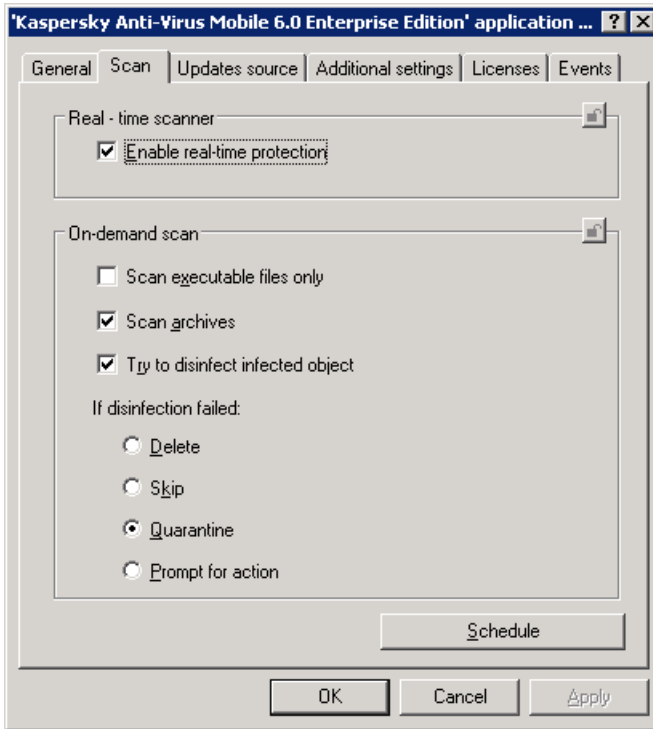 'Kaspersky Anti-Virus Mobile 6.0 Enterprise Edition' application ...
General Scan Updates source Additional settings Licenses Events
Real - time scanner
Enable real-time protection
On-demand scan
Scan executable files only
Scan archives
Try to disinfect infected object
If disinfection failed:
Delete
Skip
Quarantine
Prompt for action
Schedule
OK Cancel Apply